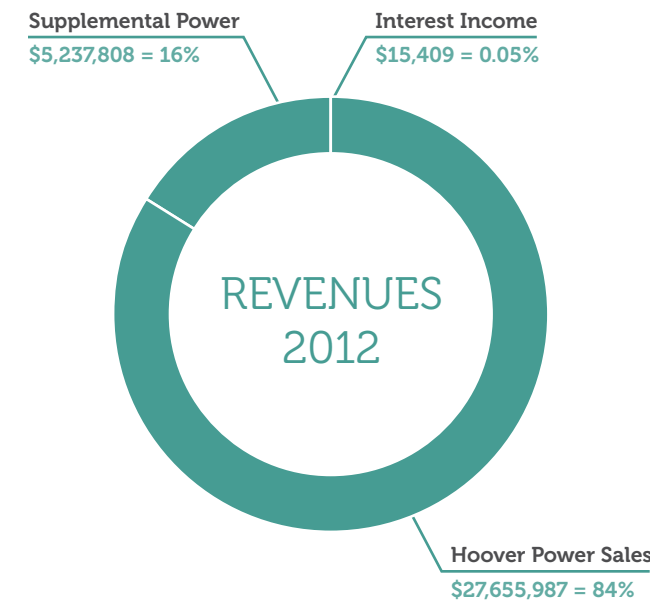 Supplemental Power
$5,237,808 = 16%
Interest Income
$15,409 = 0.05%
REVENUES
2012
Hoover Power Sales
$27,655,987 = 84%